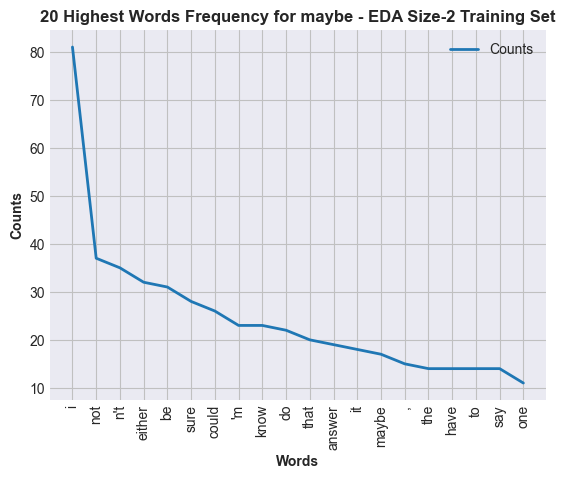 20 Highest Words Frequency for maybe - EDA Size-2 Training Set
Counts
80
70
60
50
40
30
20
10
Counts
i
not
n't
either
be
sure
could
'm
know
do
that
answer
it
maybe
,
the
have
to
say
one
Words